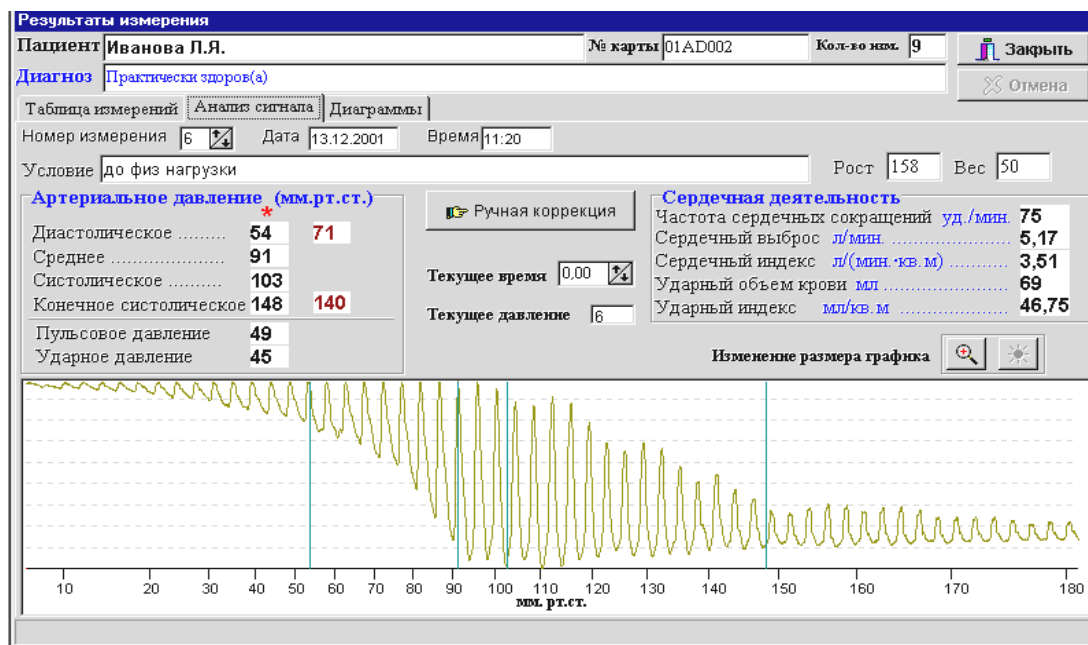 Результаты измерения
Пациент Иванова Л.Я. № карты 01AD002 Кол-во изм. 9 Закрыть
Диагноз Практически здоров(а) Отмена
Таблица измерений Анализ сигнала Диаграммы
Номер измерения 6 Дата 13.12.2001 Время 11:20
Условие до физ нагрузки Рост 158 Вес 50
Артериальное давление (мм.рт.ст.) Сердечная деятельность
*
Диастолическое ......... 54 71 Ручная коррекция Частота сердечных сокращений уд./мин. 75
Среднее .................... 91 Сердечный выброс л/мин. ...................... 5,17
Систолическое .......... 103 Текущее время 0,00 Сердечный индекс л/(мин.·кв.м) .......... 3,51
Конечное систолическое 148 140 Текущее давление 6 Ударный объем крови мл ...................... 69
Ударный индекс мл/кв.м .................... 46,75
Пульсовое давление 49
Ударное давление 45 Изменение размера графика
10 20 30 40 50 60 70 80 90 100 110 120 130 140 150 160 170 180
мм. рт.ст.